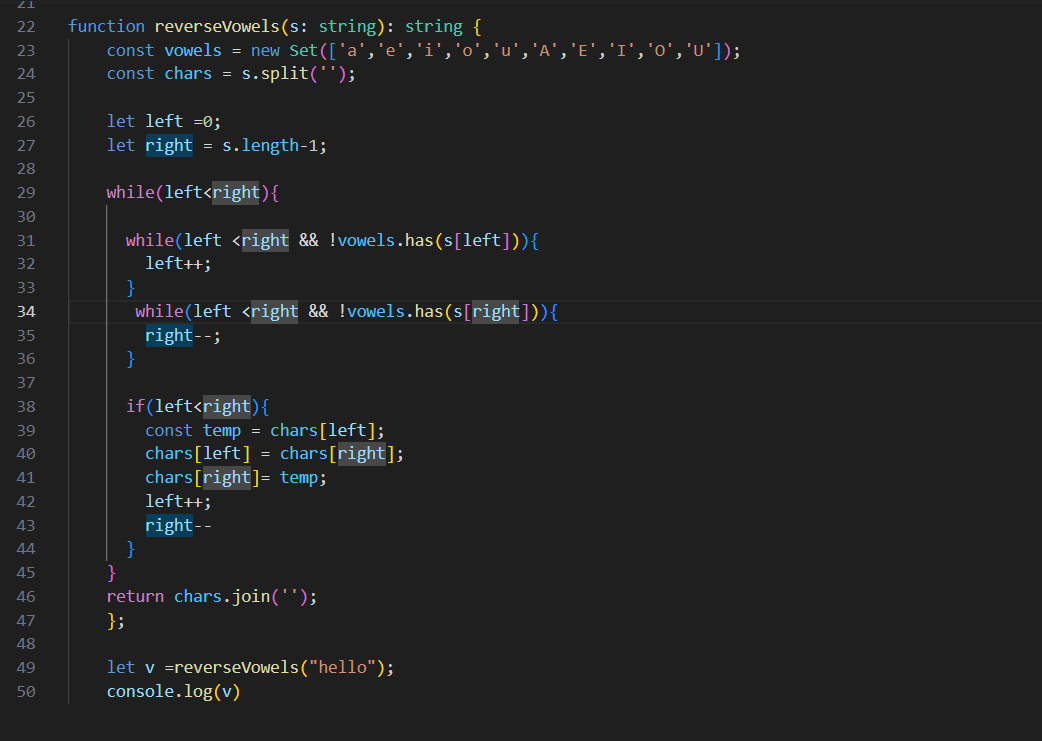 21
22 function reverseVowels(s: string): string {
23 const vowels = new Set(['a','e','i','o','u','A','E','I','O','U']);
24 const chars = s.split('');
25
26 let left =0;
27 let right = s.length-1;
28
29 while(left<right){
30
31 while(left <right && !vowels.has(s[left])){
32 left++;
33 }
34 while(left <right && !vowels.has(s[right])){
35 right--;
36 }
37
38 if(left<right){
39 const temp = chars[left];
40 chars[left] = chars[right];
41 chars[right]= temp;
42 left++;
43 right--
44 }
45 }
46 return chars.join('');
47 };
48
49 let v =reverseVowels("hello");
50 console.log(v)